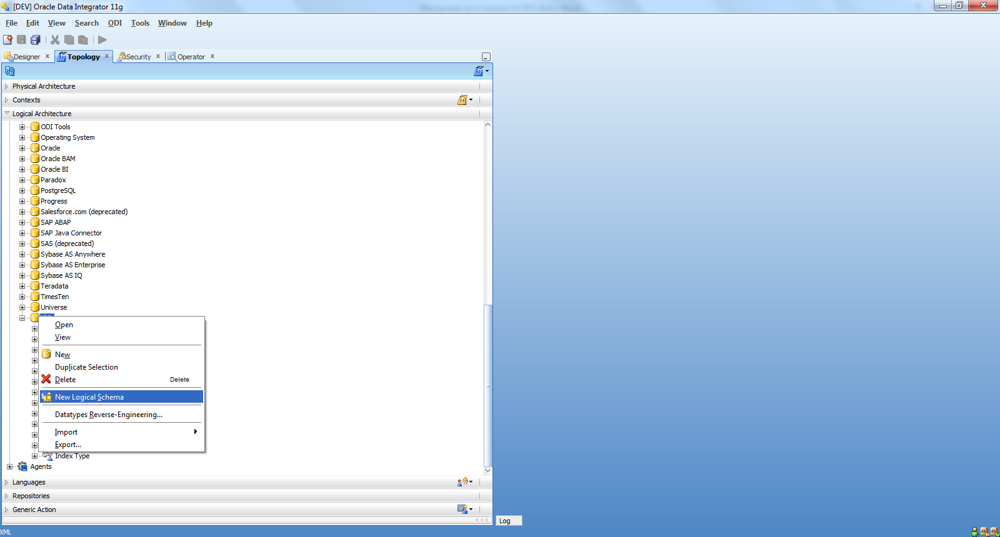 [DEV] Oracle Data Integrator 11g
File Edit View Search ODI Tools Window Help
Designer x Topology x Security x Operator x
Physical Architecture
Contexts
Logical Architecture
ODI Tools
Operating System
Oracle
Oracle BAM
Oracle BI
Paradox
PostgreSQL
Progress
Salesforce.com (deprecated)
SAP ABAP
SAP Java Connector
SAS (deprecated)
Sybase AS Anywhere
Sybase AS Enterprise
Sybase AS IQ
Teradata
TimesTen
Universe
Open
View
New
Duplicate Selection
Delete Delete
New Logical Schema
Datatypes Reverse-Engineering...
Import
Export...
Index Type
Agents
Languages
Repositories
Generic Action
Log
XML